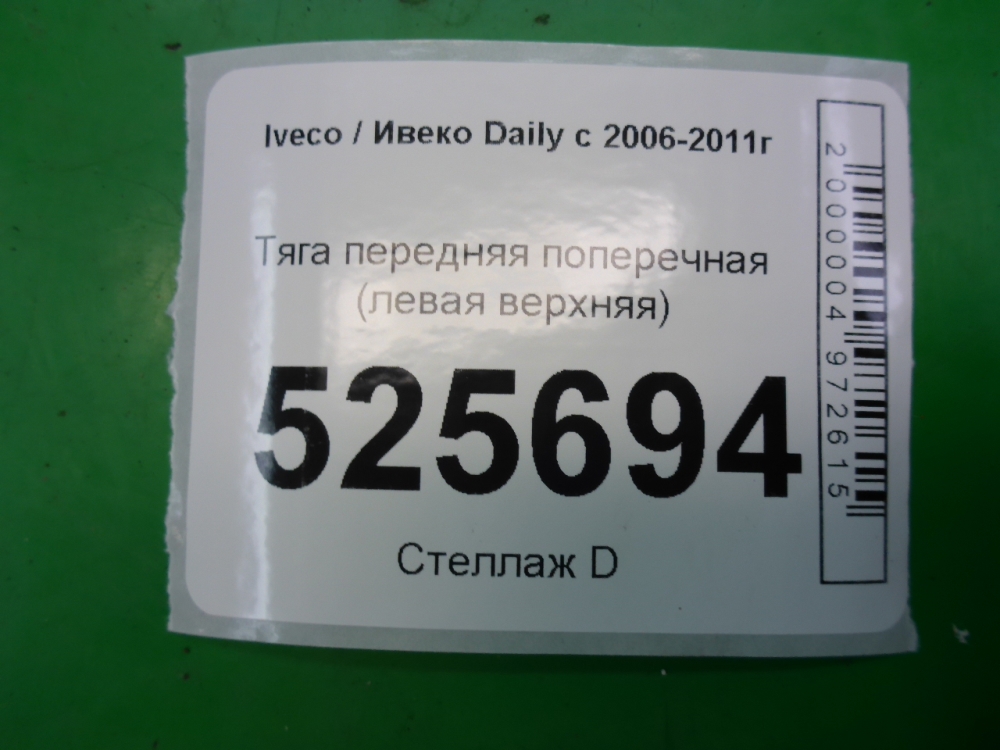 Iveco / Ивеко Daily с 2006-2011г
Тяга передняя поперечная
(левая верхняя)
525694
Стеллаж D
2000004972615